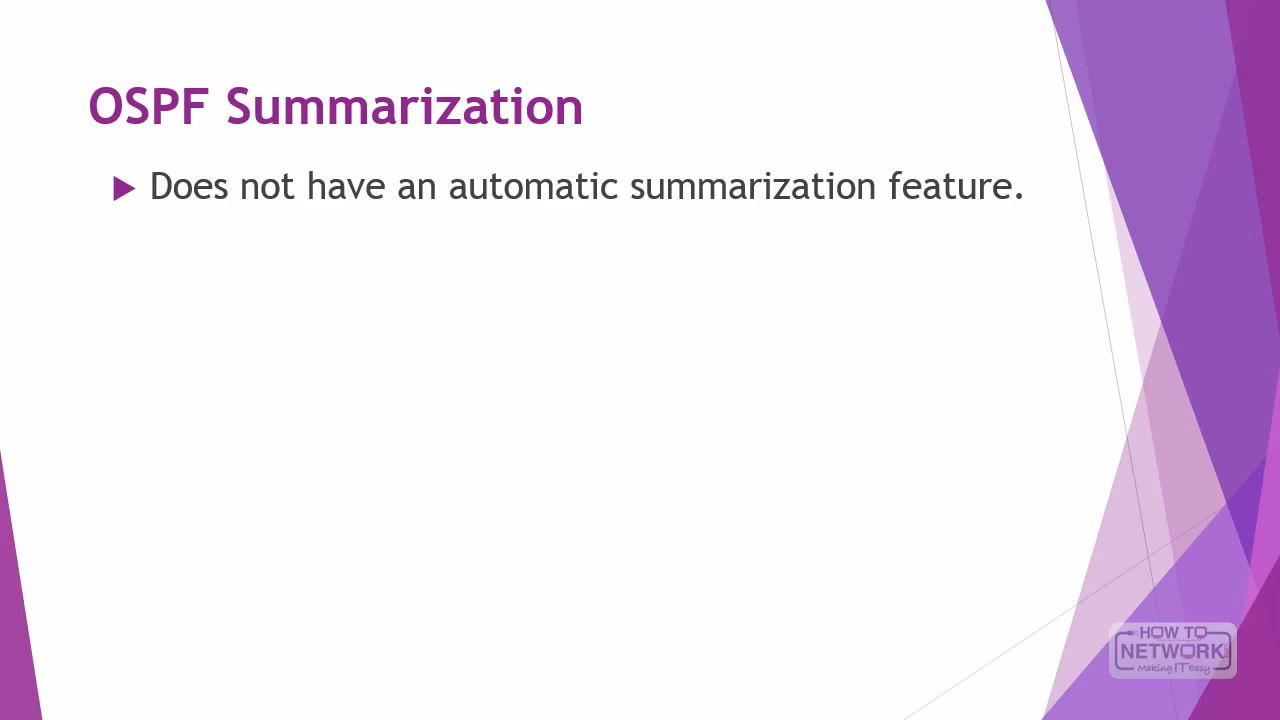 OSPF Summarization
Does not have an automatic summarization feature.
HOW TO
NETWORK
Making IT Easy